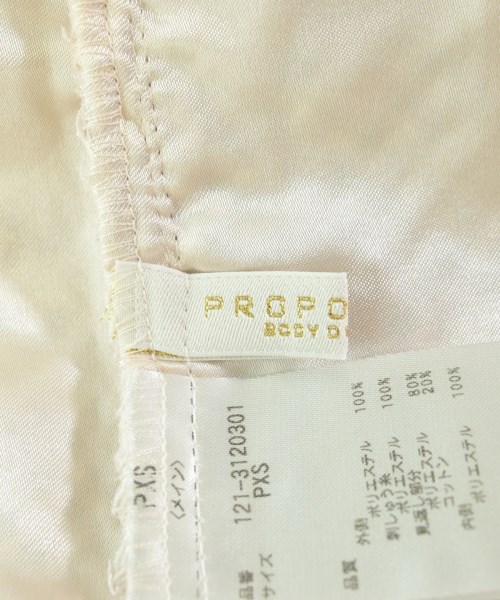 PROPO
BODY D
PXS
〈メイン〉
品番 121-3120301
サイズ PXS
品質
外側
ポリエステル 100%
刺しゅう糸
ポリエステル 100%
見返し部分
ポリエステル 80%
コットン 20%
内側
ポリエステル 100%